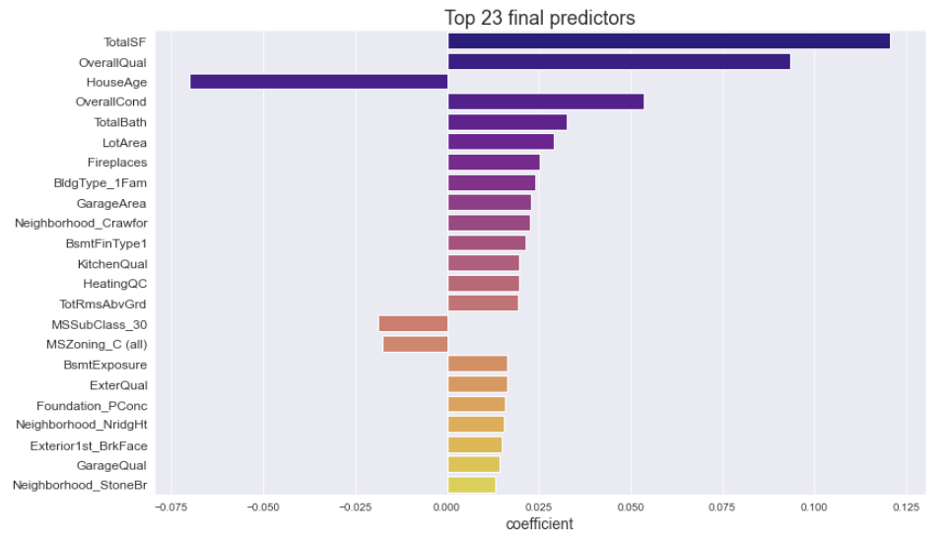 Top 23 final predictors
TotalSF
OverallQual
HouseAge
OverallCond
TotalBath
LotArea
Fireplaces
BldgType_1Fam
GarageArea
Neighborhood_Crawfor
BsmtFinType1
KitchenQual
HeatingQC
TotRmsAbvGrd
MSSubClass_30
MSZoning_C (all)
BsmtExposure
ExterQual
Foundation_PConc
Neighborhood_NridgHt
Exterior1st_BrkFace
GarageQual
Neighborhood_StoneBr
−0.075 −0.050 −0.025 0.000 0.025 0.050 0.075 0.100 0.125
coefficient